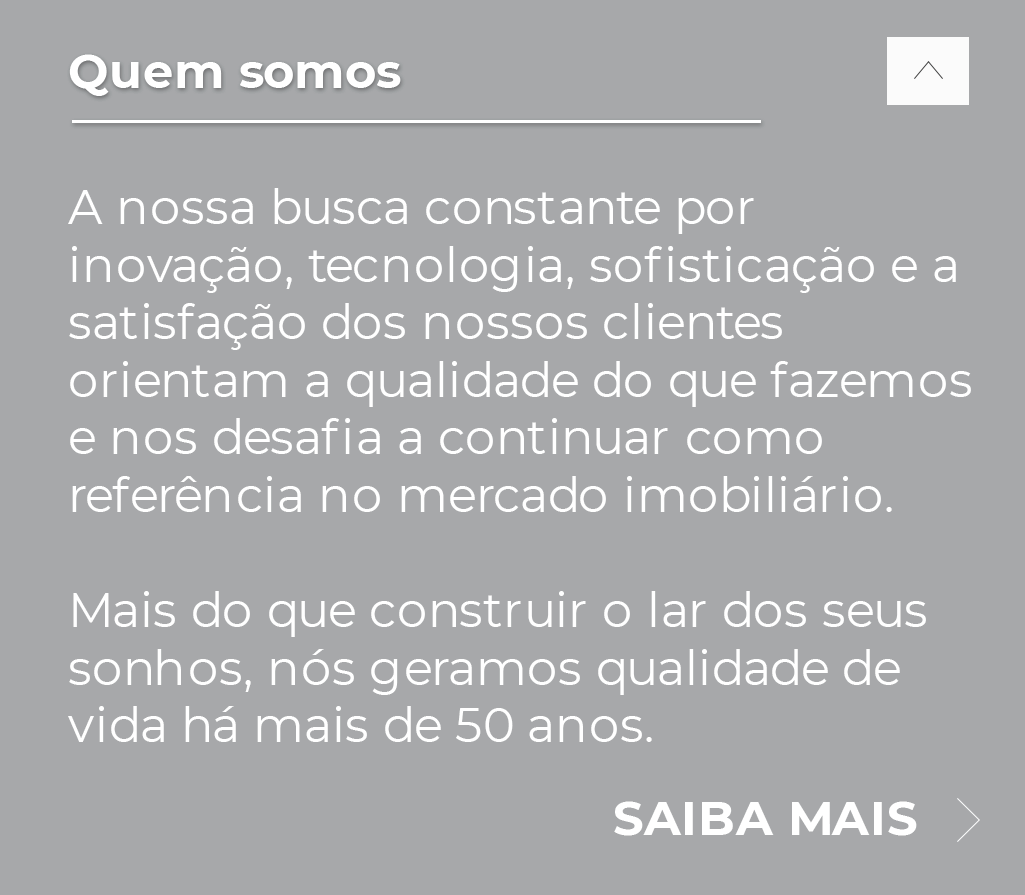 Quem somos
A nossa busca constante por
inovação, tecnologia, sofisticação e a
satisfação dos nossos clientes
orientam a qualidade do que fazemos
e nos desafia a continuar como
referência no mercado imobiliário.
Mais do que construir o lar dos seus
sonhos, nós geramos qualidade de
vida há mais de 50 anos.
SAIBA MAIS